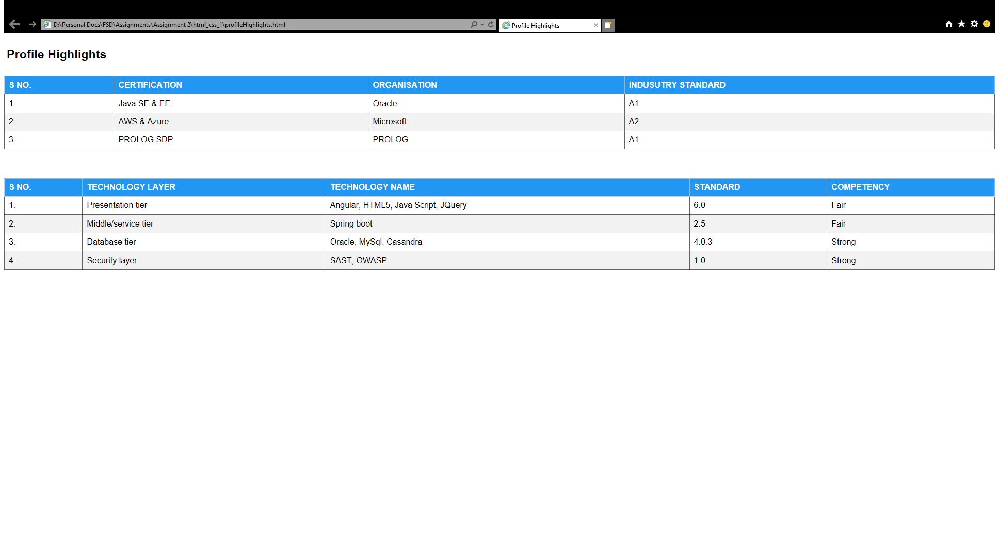 D:\Personal Docs\FSD\Assignments\Assignment 2\html_css_1\profileHighlights.html Profile Highlights
Profile Highlights
S NO. CERTIFICATION ORGANISATION INDUSUTRY STANDARD
1. Java SE & EE Oracle A1
2. AWS & Azure Microsoft A2
3. PROLOG SDP PROLOG A1
S NO. TECHNOLOGY LAYER TECHNOLOGY NAME STANDARD COMPETENCY
1. Presentation tier Angular, HTML5, Java Script, JQuery 6.0 Fair
2. Middle/service tier Spring boot 2.5 Fair
3. Database tier Oracle, MySql, Casandra 4.0.3 Strong
4. Security layer SAST, OWASP 1.0 Strong